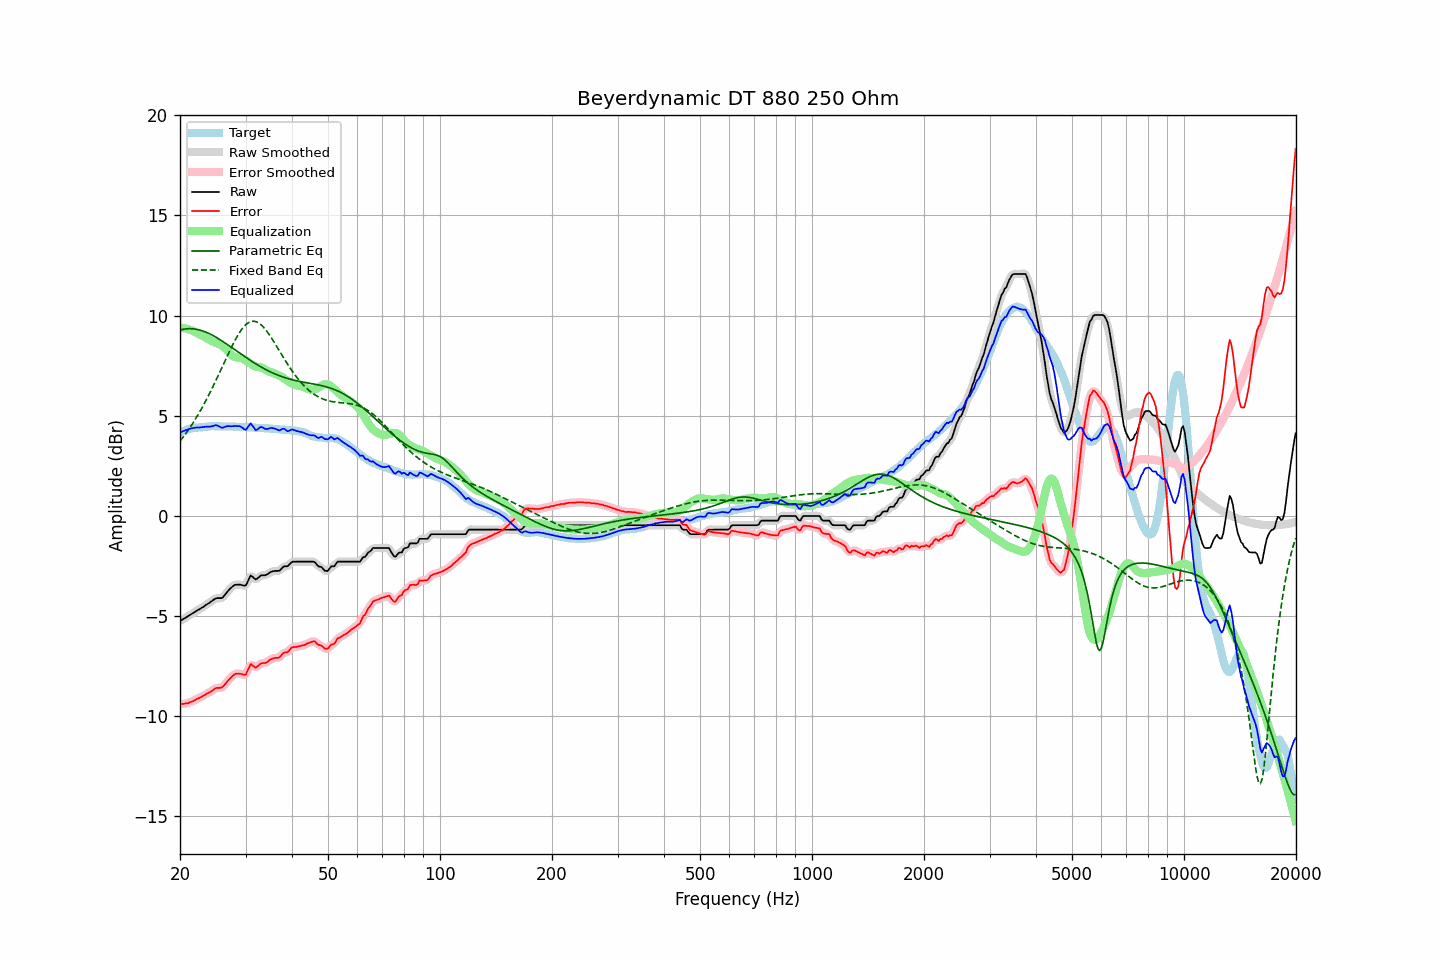 Beyerdynamic DT 880 250 Ohm
Target
Raw Smoothed
Error Smoothed
Raw
Error
Equalization
Parametric Eq
Fixed Band Eq
Equalized
Amplitude (dBr)
20
15
10
5
0
−5
−10
−15
20
50
100
200
500
1000
2000
5000
10000
20000
Frequency (Hz)